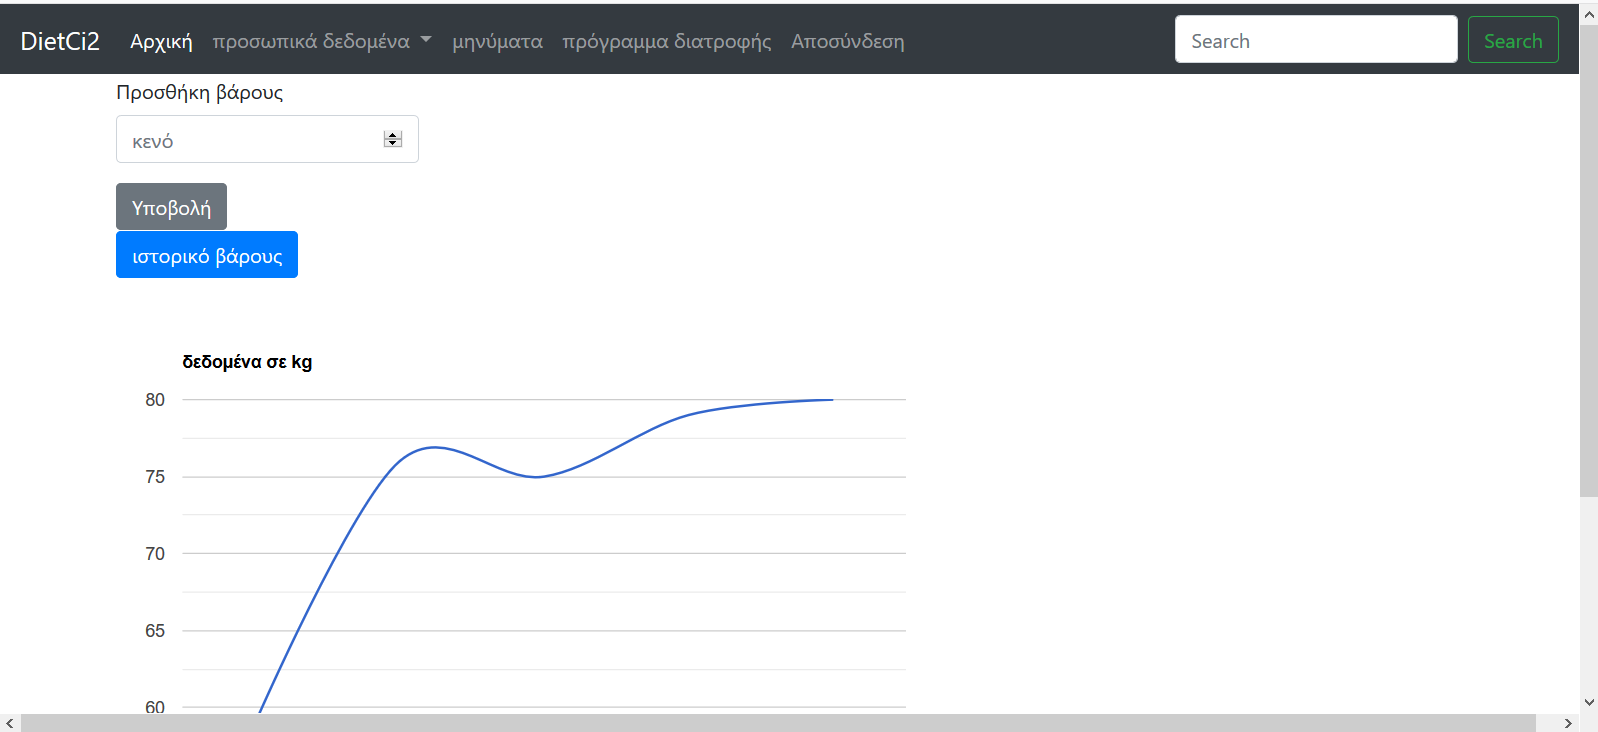 DietCi2 Αρχική προσωπικά δεδομένα μηνύματα πρόγραμμα διατροφής Αποσύνδεση Search Search
Προσθήκη βάρους
κενό
Υποβολή
ιστορικό βάρους
δεδομένα σε kg
80
75
70
65
60